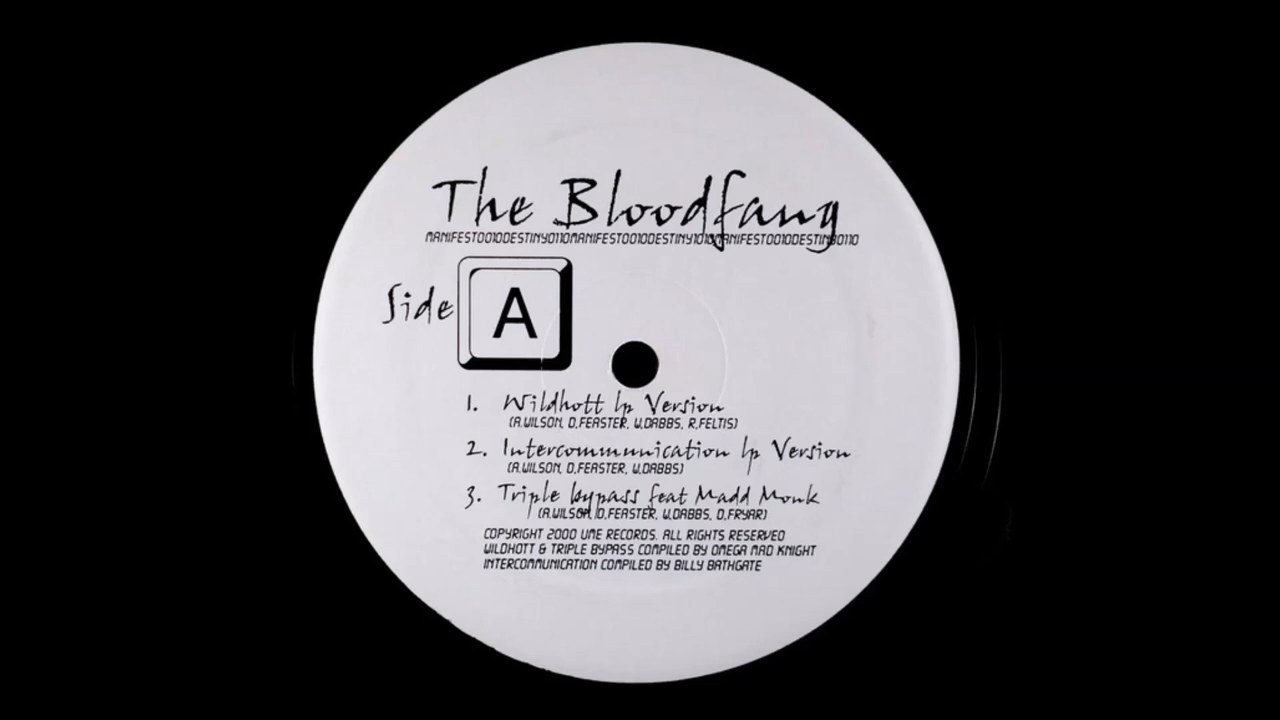 The Bloodfang
MANIFEST0010DESTINY0110MANIFEST0010DESTINY1010MANIFEST0010DESTINY0110
Side A
1. Wildhott lp Version
(A.WILSON, D.FEASTER, W.DABBS, R.FELTIS)
2. Intercommunication lp Version
(A.WILSON, D.FEASTER, W.DABBS)
3. Triple bypass feat Madd Monk
(A.WILSON, D.FEASTER, W.DABBS, D.FRYAR)
COPYRIGHT 2000 UME RECORDS. ALL RIGHTS RESERVED
WILDHOTT & TRIPLE BYPASS COMPILED BY OMEGA MAD KNIGHT
INTERCOMMUNICATION COMPILED BY BILLY BATHGATE